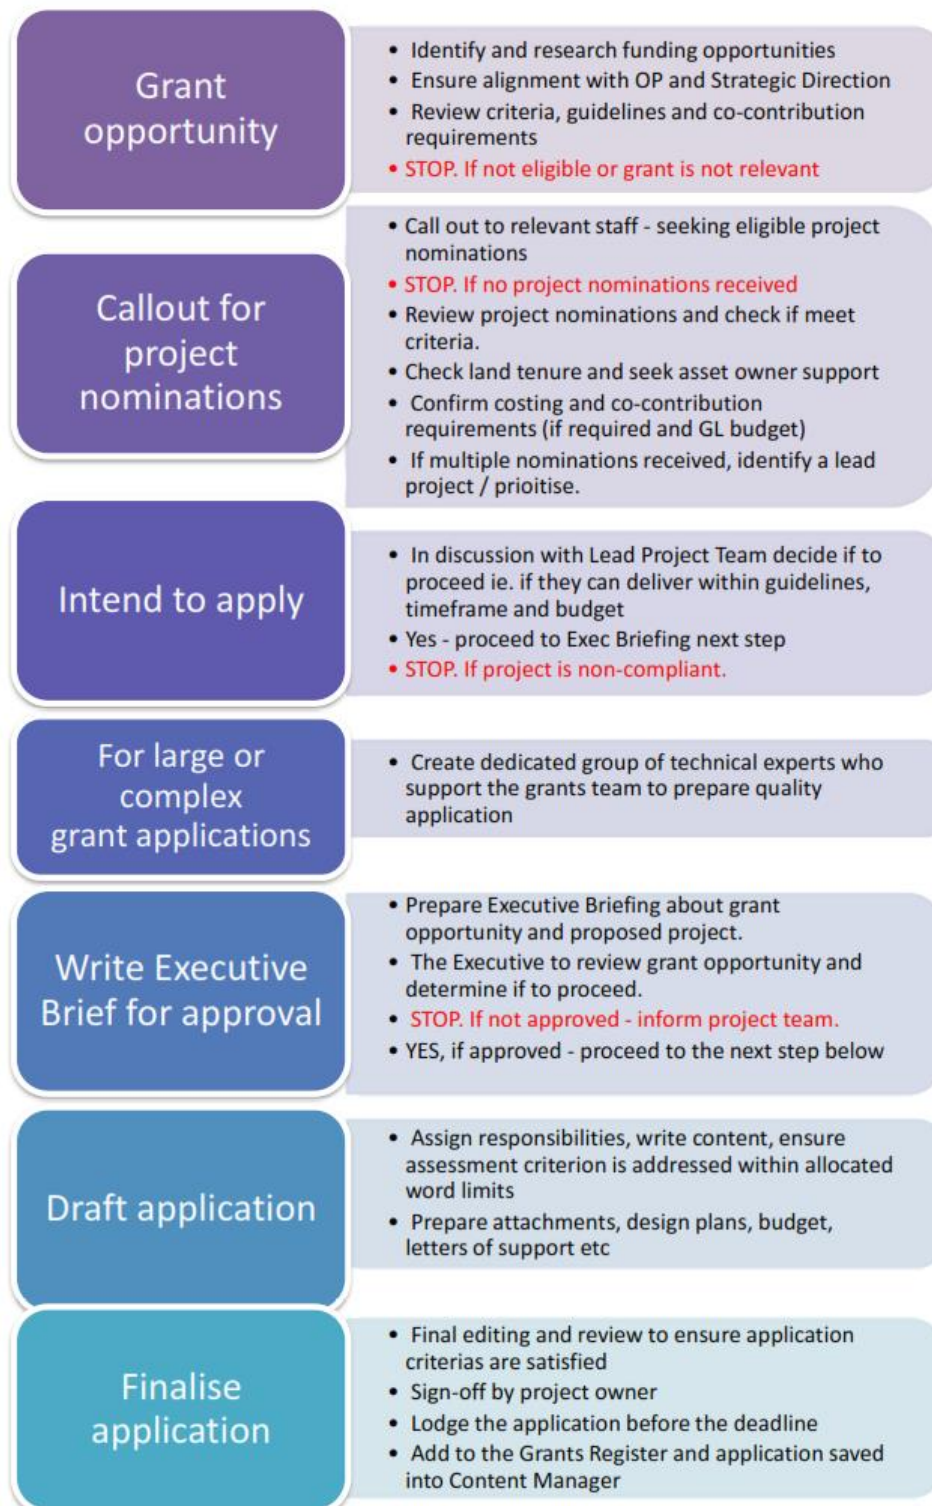 Grant
opportunity
• Identify and research funding opportunities
• Ensure alignment with OP and Strategic Direction
• Review criteria, guidelines and co-contribution
requirements
• STOP. If not eligible or grant is not relevant
Callout for
project
nominations
• Call out to relevant staff - seeking eligible project
nominations
• STOP. If no project nominations received
• Review project nominations and check if meet
criteria.
• Check land tenure and seek asset owner support
• Confirm costing and co-contribution
requirements (if required and GL budget)
• If multiple nominations received, identify a lead
project / prioitise.
Intend to apply
• In discussion with Lead Project Team decide if to
proceed ie. if they can deliver within guidelines,
timeframe and budget
• Yes - proceed to Exec Briefing next step
• STOP. If project is non-compliant.
For large or
complex
grant applications
• Create dedicated group of technical experts who
support the grants team to prepare quality
application
Write Executive
Brief for approval
• Prepare Executive Briefing about grant
opportunity and proposed project.
• The Executive to review grant opportunity and
determine if to proceed.
• STOP. If not approved - inform project team.
• YES, if approved - proceed to the next step below
Draft application
• Assign responsibilities, write content, ensure
assessment criterion is addressed within allocated
word limits
• Prepare attachments, design plans, budget,
letters of support etc
Finalise
application
• Final editing and review to ensure application
criterias are satisfied
• Sign-off by project owner
• Lodge the application before the deadline
• Add to the Grants Register and application saved
into Content Manager